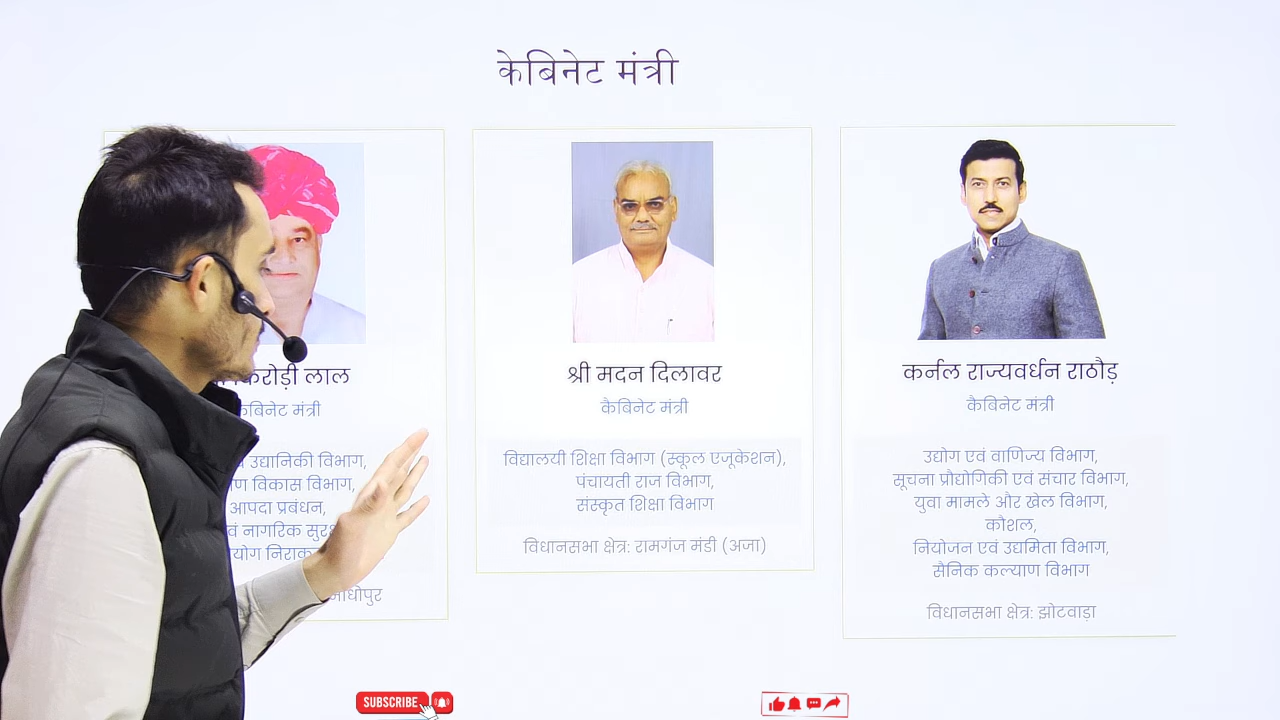 केबिनेट मंत्री
करोड़ी लाल
श्री मदन दिलावर
कर्नल राज्यवर्धन राठौड़
मंत्री
कैबिनेट मंत्री
कैबिनेट मंत्री
उद्यानिकी विभाग,
विकास विभाग,
आपदा प्रबंधन,
नागरिक
विद्यालयी शिक्षा विभाग (स्कूल एजूकेशन),
पंचायती राज विभाग,
संस्कृत शिक्षा विभाग
विधानसभा क्षेत्र: रामगंज मंडी (अजा)
उद्योग एवं वाणिज्य विभाग,
सूचना प्रौद्योगिकी एवं संचार विभाग,
युवा मामले और खेल विभाग,
कौशल,
नियोजन एवं उद्यमिता विभाग,
सैनिक कल्याण विभाग
विधानसभा क्षेत्र: झोटवाड़ा
SUBSCRIBE